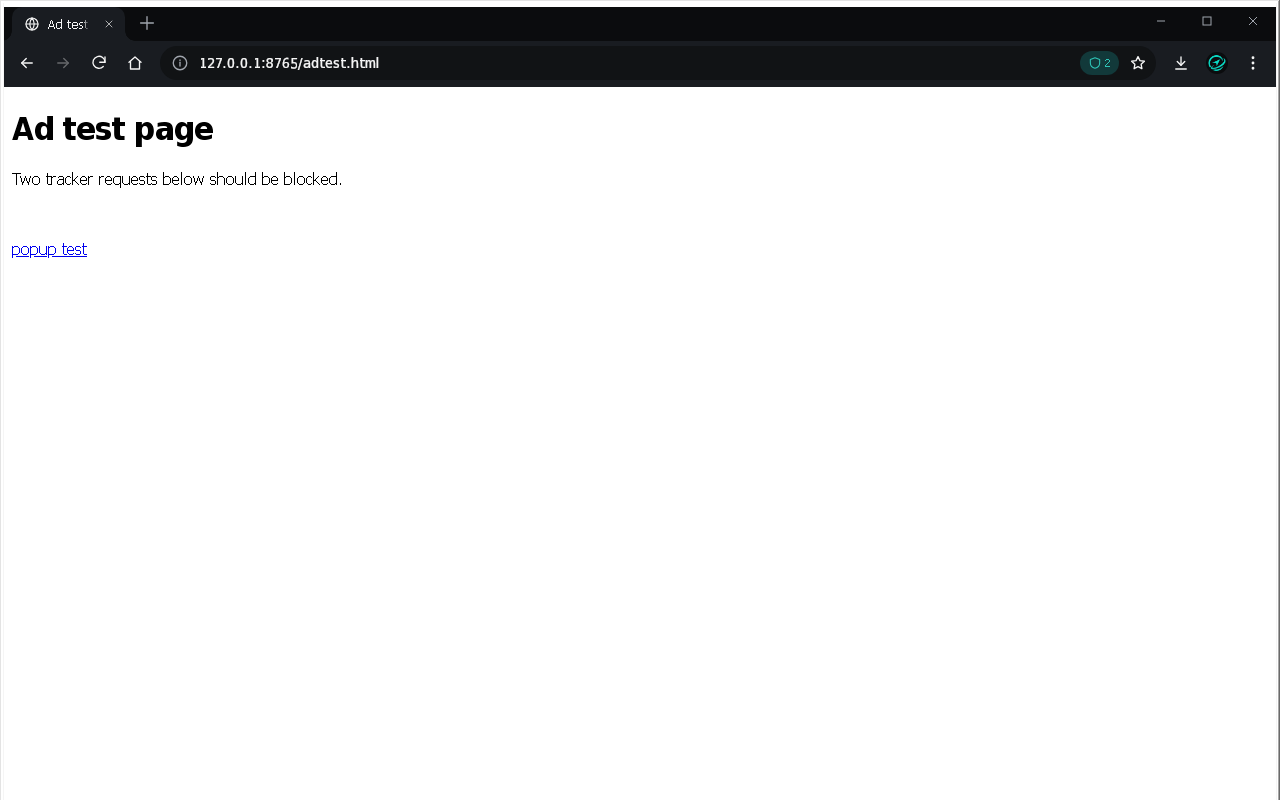 Ad test
127.0.0.1:8765/adtest.html
2
Ad test page
Two tracker requests below should be blocked.
popup test